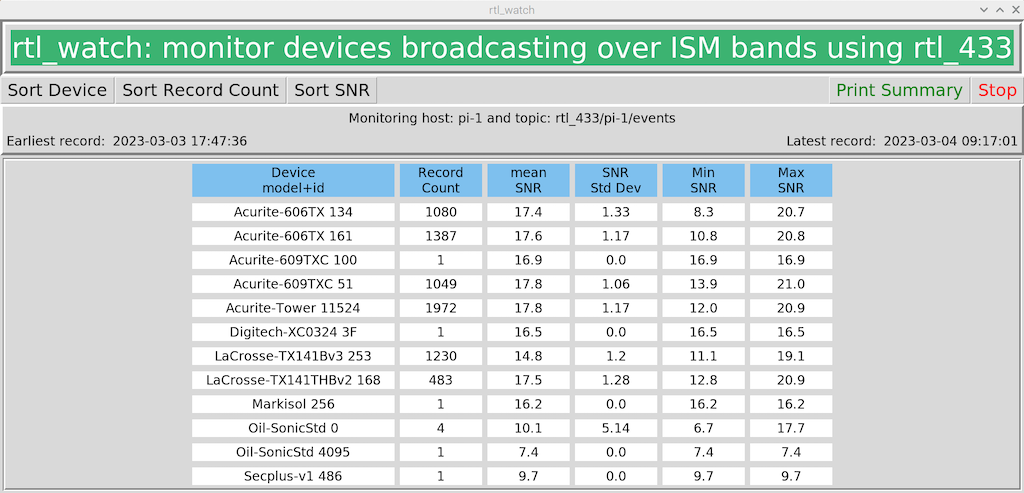 rtl_watch
rtl_watch: monitor devices broadcasting over ISM bands using rtl_433
Sort Device Sort Record Count Sort SNR Print Summary Stop
Monitoring host: pi-1 and topic: rtl_433/pi-1/events
Earliest record: 2023-03-03 17:47:36 Latest record: 2023-03-04 09:17:01
Device Record mean SNR Min Max
model+id Count SNR Std Dev SNR SNR
Acurite-606TX 134 1080 17.4 1.33 8.3 20.7
Acurite-606TX 161 1387 17.6 1.17 10.8 20.8
Acurite-609TXC 100 1 16.9 0.0 16.9 16.9
Acurite-609TXC 51 1049 17.8 1.06 13.9 21.0
Acurite-Tower 11524 1972 17.8 1.17 12.0 20.9
Digitech-XC0324 3F 1 16.5 0.0 16.5 16.5
LaCrosse-TX141Bv3 253 1230 14.8 1.2 11.1 19.1
LaCrosse-TX141THBv2 168 483 17.5 1.28 12.8 20.9
Markisol 256 1 16.2 0.0 16.2 16.2
Oil-SonicStd 0 4 10.1 5.14 6.7 17.7
Oil-SonicStd 4095 1 7.4 0.0 7.4 7.4
Secplus-v1 486 1 9.7 0.0 9.7 9.7